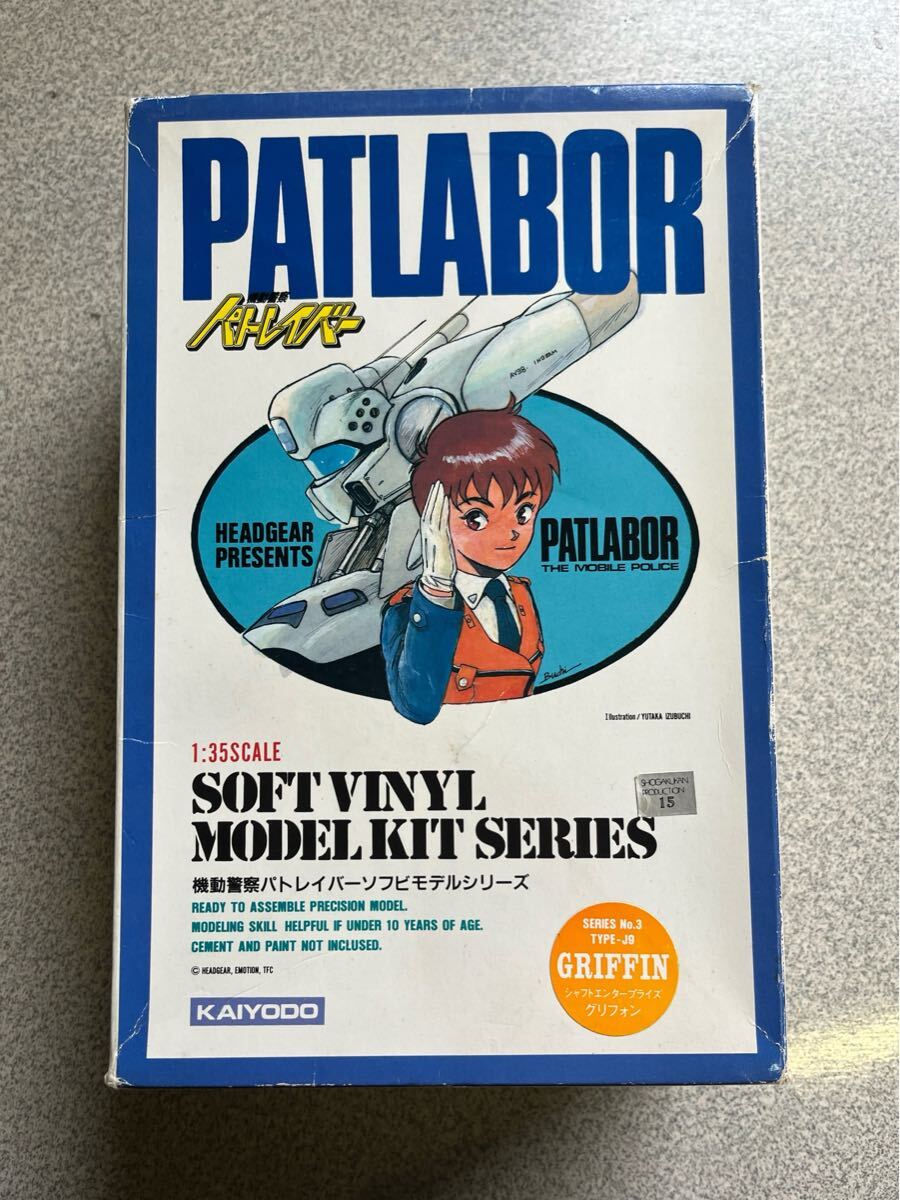 PATLABOR
機動警察
パトレイバー
AV98・INGRAM
HEADGEAR
PRESENTS
PATLABOR
THE MOBILE POLICE
Buchi
Illustration/YUTAKA IZUBUCHI
1:35SCALE
SOFT VINYL
MODEL KIT SERIES
SHOGAKUKAN
PRODUCTION
15
機動警察パトレイバーソフビモデルシリーズ
READY TO ASSEMBLE PRECISION MODEL.
MODELING SKILL HELPFUL IF UNDER 10 YEARS OF AGE.
CEMENT AND PAINT NOT INCLUSED.
© HEADGEAR, EMOTION, TFC
KAIYODO
SERIES No.3
TYPE-J9
GRIFFIN
シャフトエンタープライズ
グリフォン